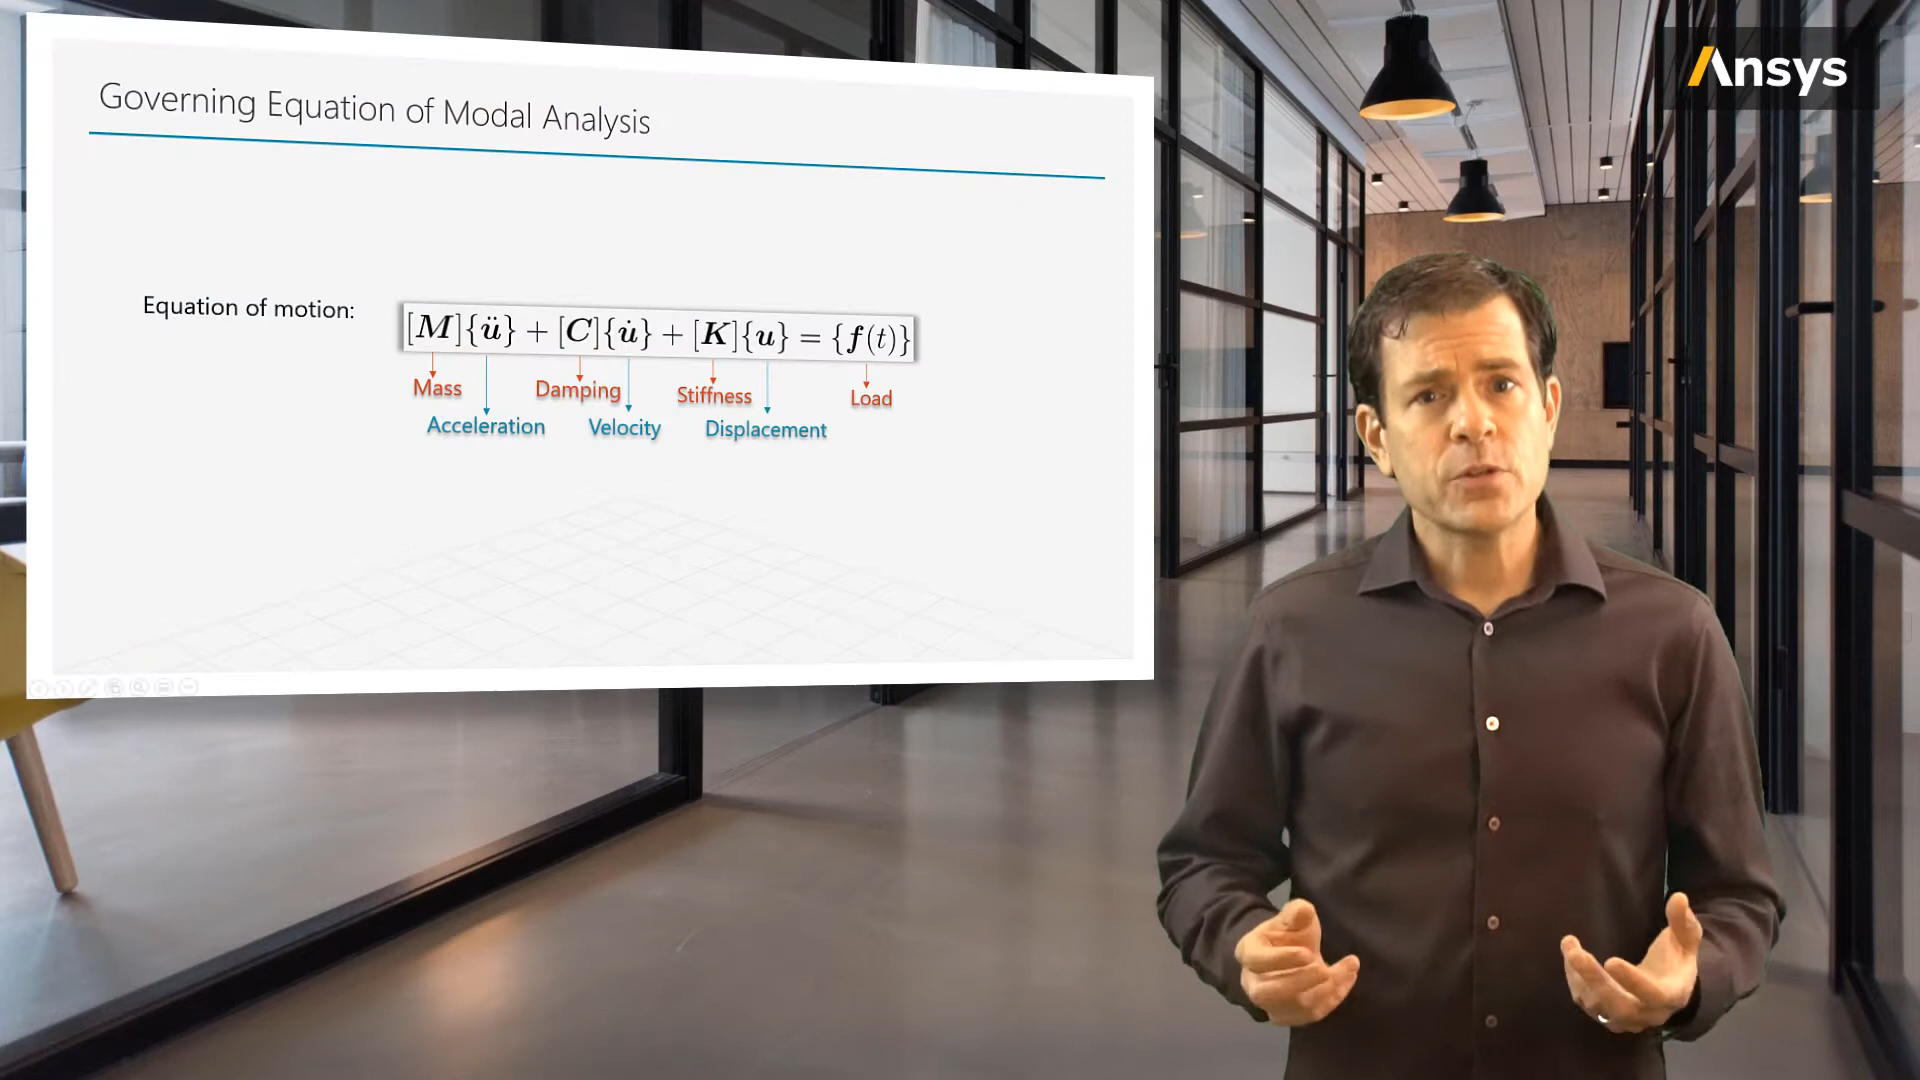 Governing Equation of Modal Analysis
Ansys
Equation of motion:
[M]{ü} + [C]{u̇} + [K]{u} = {f(t)}
Mass Damping Stiffness Load
Acceleration Velocity Displacement